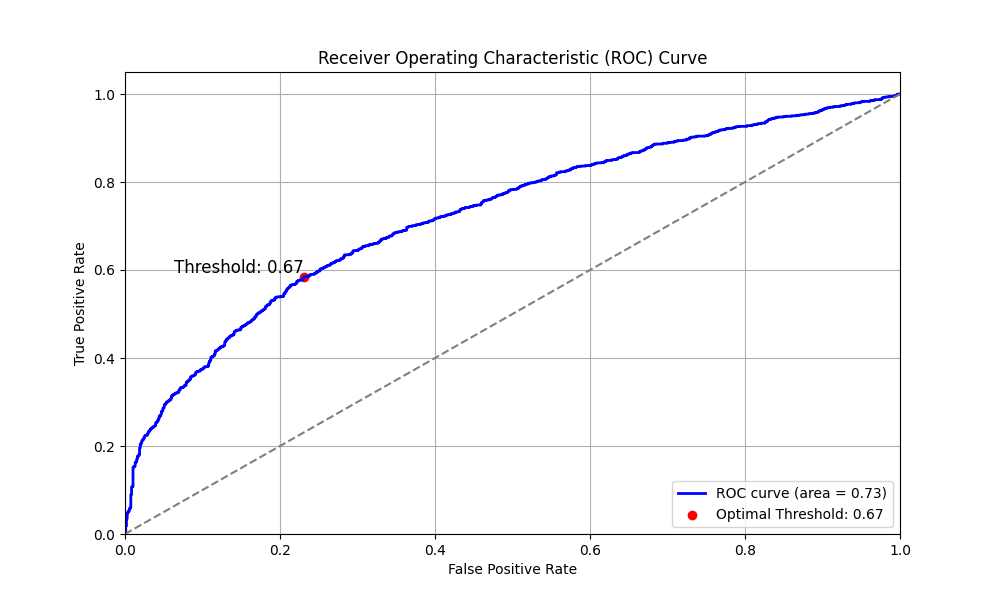 Receiver Operating Characteristic (ROC) Curve
True Positive Rate
1.0
0.8
0.6
0.4
0.2
0.0
Threshold: 0.67
ROC curve (area = 0.73)
Optimal Threshold: 0.67
0.0 0.2 0.4 0.6 0.8 1.0
False Positive Rate